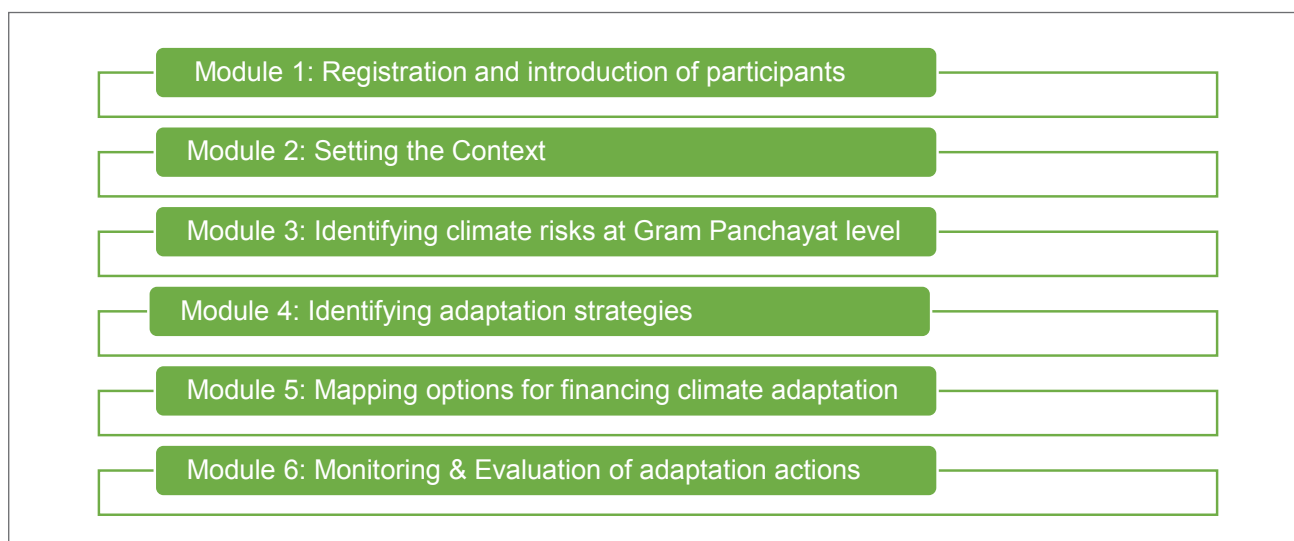 Module 1: Registration and introduction of participants
Module 2: Setting the Context
Module 3: Identifying climate risks at Gram Panchayat level
Module 4: Identifying adaptation strategies
Module 5: Mapping options for financing climate adaptation
Module 6: Monitoring & Evaluation of adaptation actions